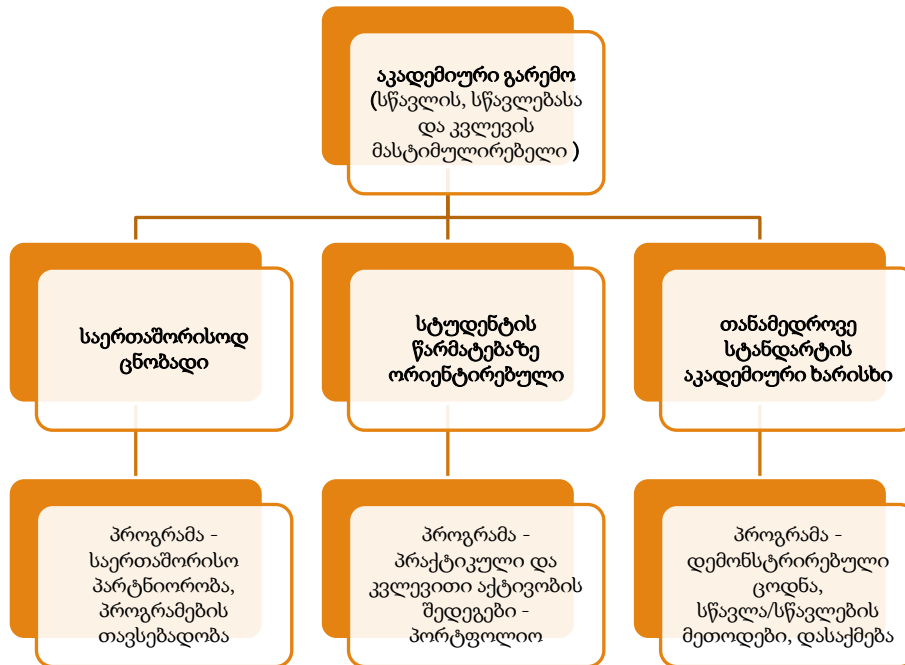 აკადემიური გარემო
(სწავლის, სწავლებასა
და კვლევის
მასტიმულირებელი )
საერთაშორისოდ
ცნობადი
სტუდენტის
წარმატებაზე
ორიენტირებული
თანამედროვე
სტანდარტის
აკადემიური ხარისხი
პროგრამა -
საერთაშორისო
პარტნიორობა,
პროგრამების
თავსებადობა
პროგრამა -
პრაქტიკული და
კვლევითი აქტივობის
შედეგები -
პორტფოლიო
პროგრამა -
დემონსტრირებული
ცოდნა,
სწავლა/სწავლების
მეთოდები, დასაქმება